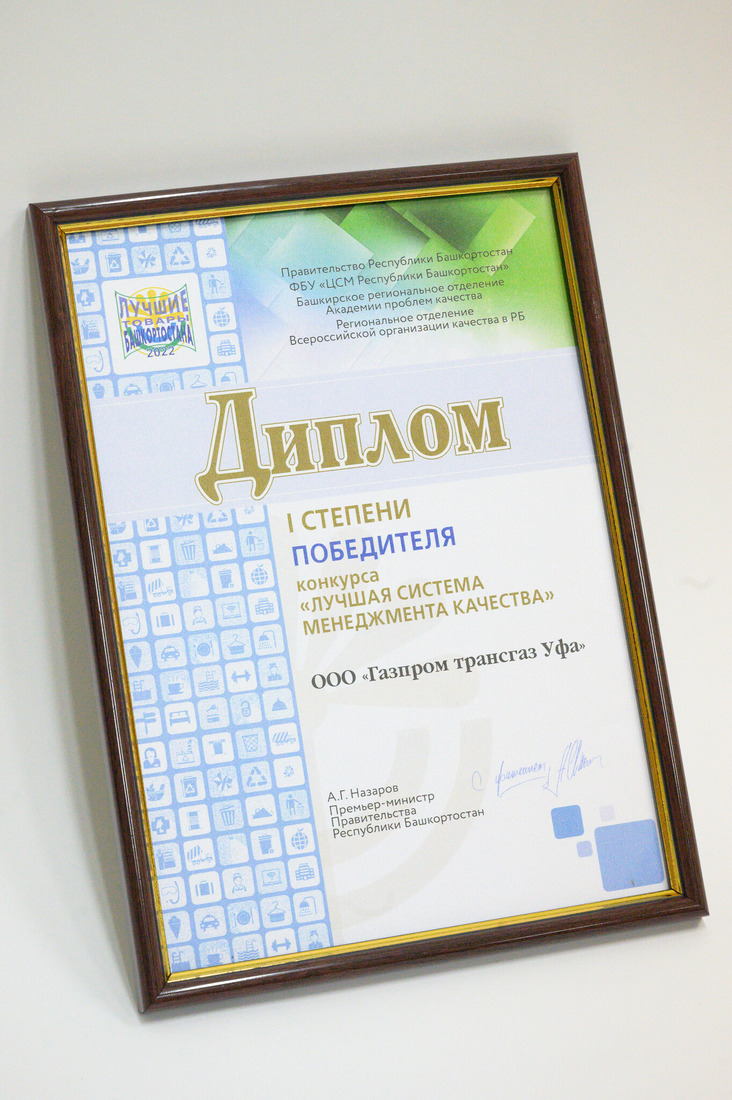 ЛУЧШИЕ
ТОВАРЫ
БАШКОРТОСТАНА
2022
Правительство Республики Башкортостан
ФБУ «ЦСМ Республики Башкортостан»
Башкирское региональное отделение
Академии проблем качества
Региональное отделение
Всероссийской организации качества в РБ
Диплом
I СТЕПЕНИ
ПОБЕДИТЕЛЯ
конкурса
«ЛУЧШАЯ СИСТЕМА
МЕНЕДЖМЕНТА КАЧЕСТВА»
ООО «Газпром трансгаз Уфа»
А.Г. Назаров
Премьер-министр
Правительства
Республики Башкортостан